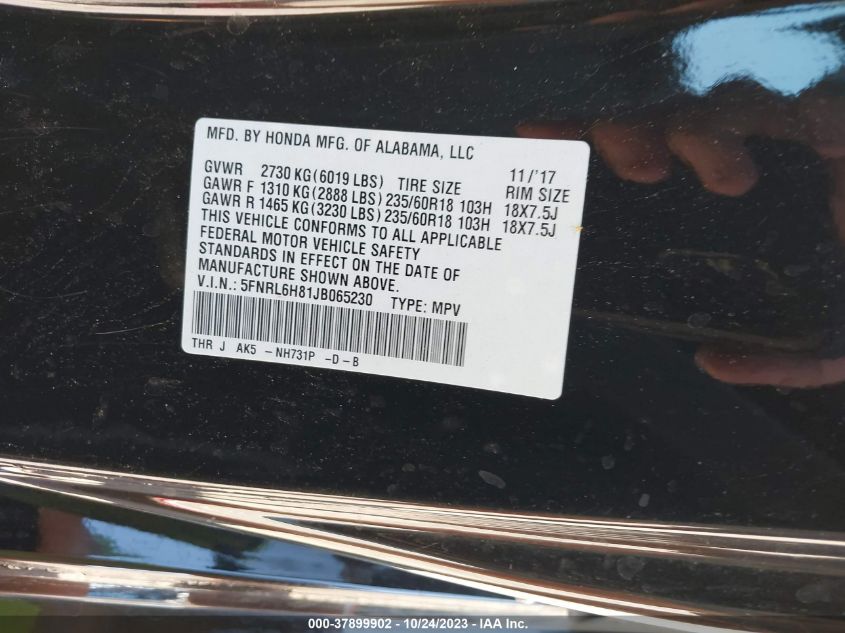 MFD. BY HONDA MFG. OF ALABAMA, LLC
11/'17
GVWR 2730 KG(6019 LBS) TIRE SIZE RIM SIZE
GAWR F 1310 KG(2888 LBS) 235/60R18 103H 18X7.5J
GAWR R 1465 KG(3230 LBS) 235/60R18 103H 18X7.5J
THIS VEHICLE CONFORMS TO ALL APPLICABLE
FEDERAL MOTOR VEHICLE SAFETY
STANDARDS IN EFFECT ON THE DATE OF
MANUFACTURE SHOWN ABOVE.
V.I.N.: 5FNRL6H81JB065230 TYPE: MPV
THR J AK5 -NH731P -D-B
000-37899902 - 10/24/2023 - IAA Inc.